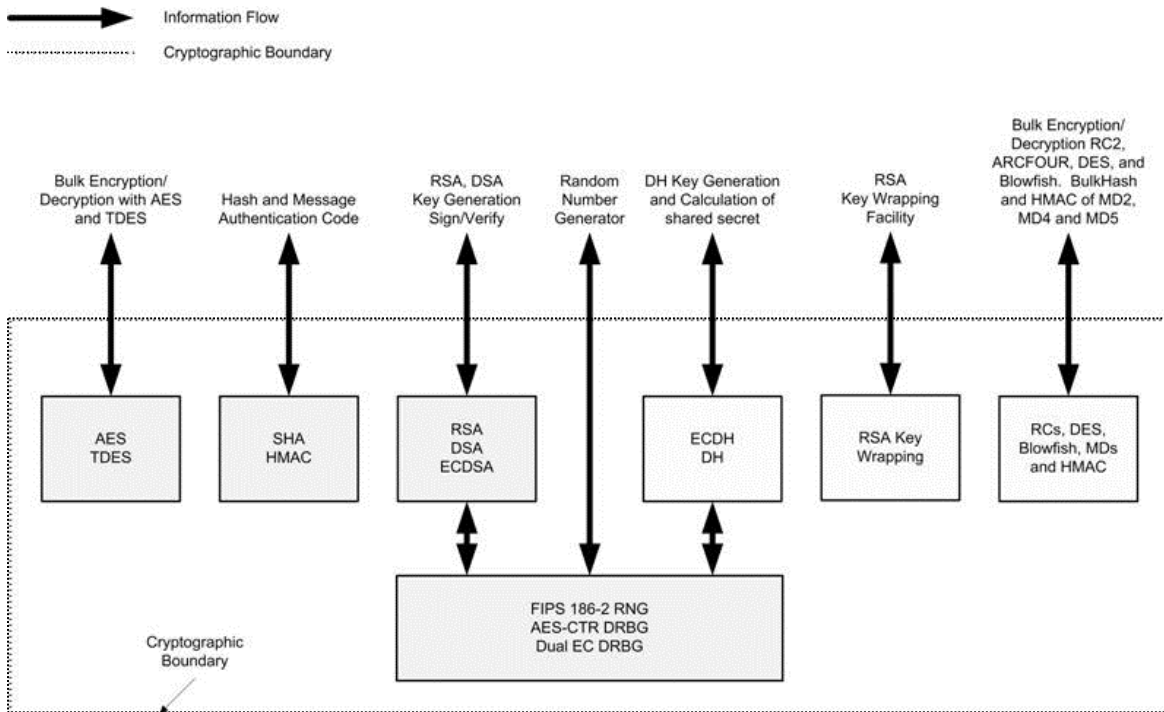 Information Flow
Cryptographic Boundary
Bulk Encryption/
Decryption with AES
and TDES
Hash and Message
Authentication Code
RSA, DSA
Key Generation
Sign/Verify
Random
Number
Generator
DH Key Generation
and Calculation of
shared secret
RSA
Key Wrapping
Facility
Bulk Encryption/
Decryption RC2,
ARCFOUR, DES, and
Blowfish.  BulkHash
and HMAC of MD2,
MD4 and MD5
AES
TDES
SHA
HMAC
RSA
DSA
ECDSA
ECDH
DH
RSA Key
Wrapping
RCs, DES,
Blowfish, MDs
and HMAC
FIPS 186-2 RNG
AES-CTR DRBG
Dual EC DRBG
Cryptographic
Boundary